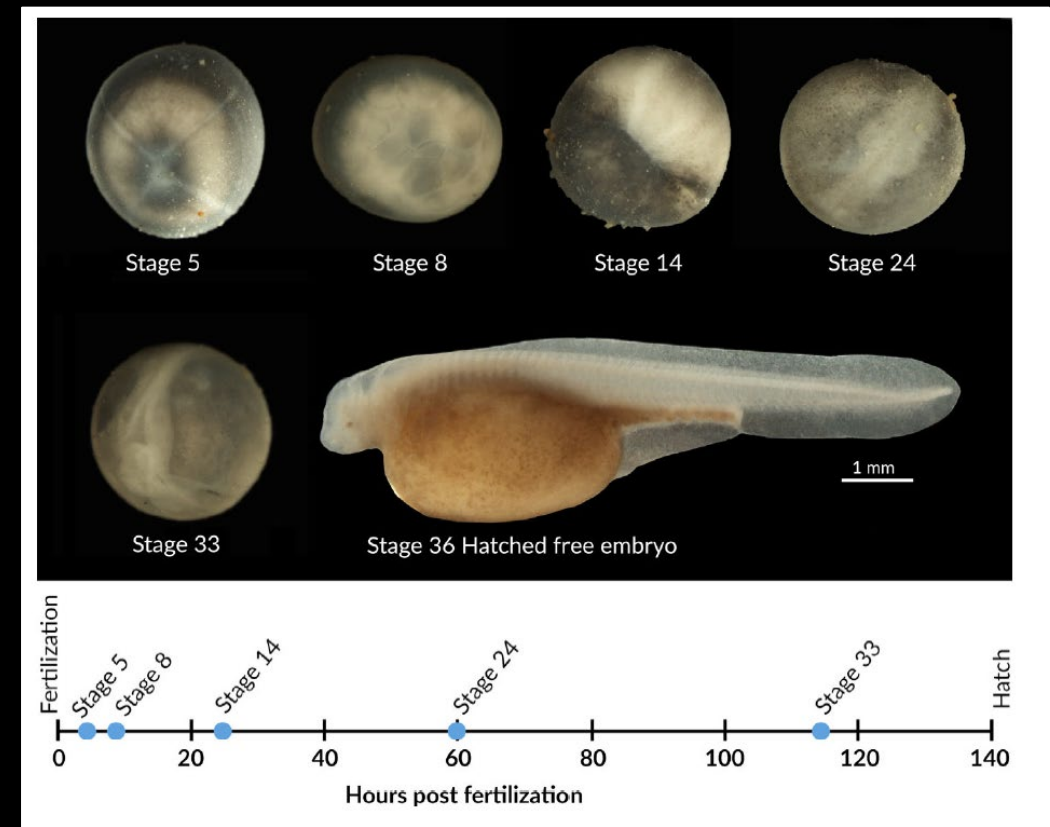 Stage 5
Stage 8
Stage 14
Stage 24
Stage 33
Stage 36 Hatched free embryo
1 mm
Fertilization
Stage 5
Stage 8
Stage 14
Stage 24
Stage 33
Hatch
0
20
40
60
80
100
120
140
Hours post fertilization